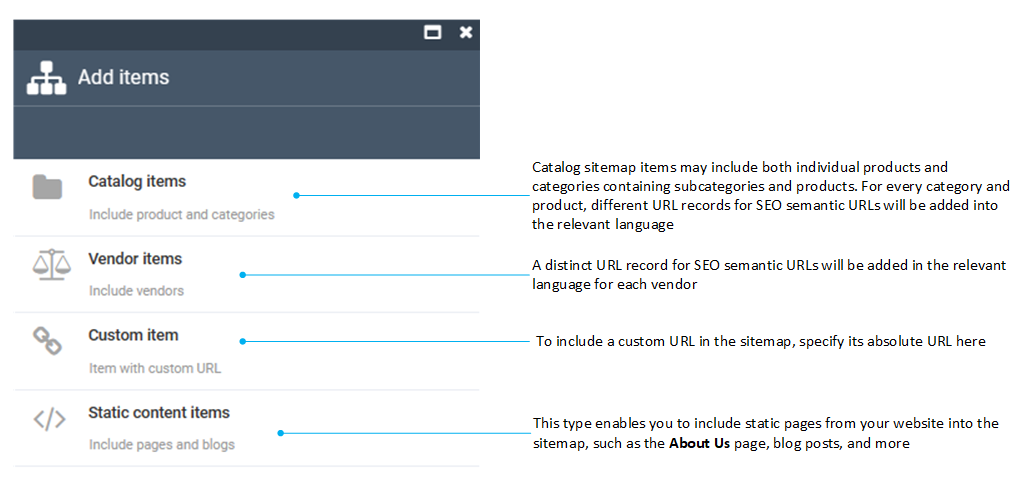 Add items
Catalog items
Include product and categories
Catalog sitemap items may include both individual products and
categories containing subcategories and products. For every category and
product, different URL records for SEO semantic URLs will be added into
the relevant language
Vendor items
Include vendors
A distinct URL record for SEO semantic URLs will be added in the relevant
language for each vendor
Custom item
Item with custom URL
To include a custom URL in the sitemap, specify its absolute URL here
Static content items
Include pages and blogs
This type enables you to include static pages from your website into the
sitemap, such as the About Us page, blog posts, and more